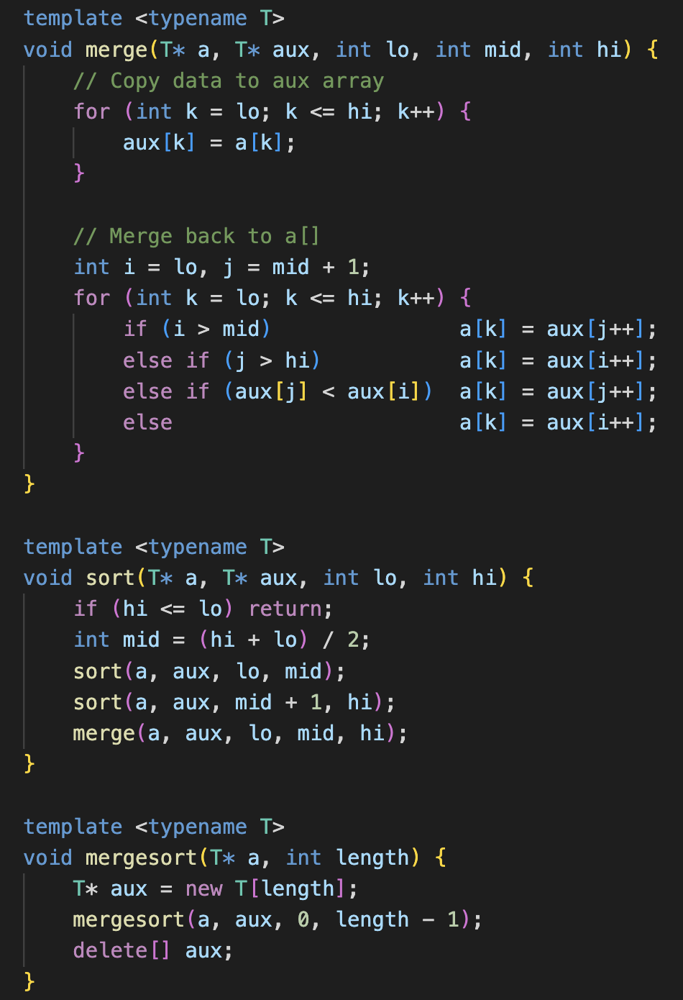 template <typename T>
void merge(T* a, T* aux, int lo, int mid, int hi) {
    // Copy data to aux array
    for (int k = lo; k <= hi; k++) {
        aux[k] = a[k];
    }

    // Merge back to a[]
    int i = lo, j = mid + 1;
    for (int k = lo; k <= hi; k++) {
        if (i > mid)               a[k] = aux[j++];
        else if (j > hi)           a[k] = aux[i++];
        else if (aux[j] < aux[i])  a[k] = aux[j++];
        else                       a[k] = aux[i++];
    }
}

template <typename T>
void sort(T* a, T* aux, int lo, int hi) {
    if (hi <= lo) return;
    int mid = (hi + lo) / 2;
    sort(a, aux, lo, mid);
    sort(a, aux, mid + 1, hi);
    merge(a, aux, lo, mid, hi);
}

template <typename T>
void mergesort(T* a, int length) {
    T* aux = new T[length];
    mergesort(a, aux, 0, length - 1);
    delete[] aux;
}